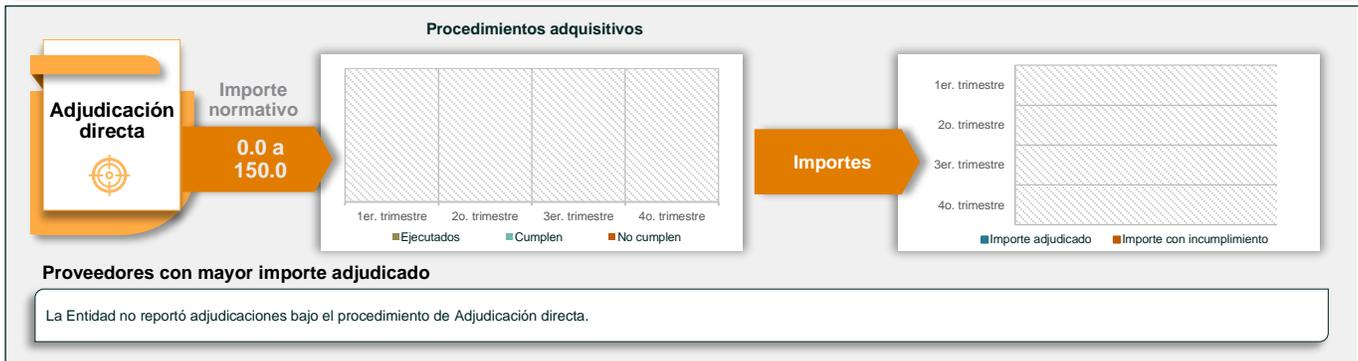 Procedimientos adquisitivos
Adjudicación
directa
Importe
normativo
0.0 a
150.0
1er. trimestre
2o. trimestre
3er. trimestre
4o. trimestre
Ejecutados
Cumplen
No cumplen
Importes
1er. trimestre
2o. trimestre
3er. trimestre
4o. trimestre
Importe adjudicado
Importe con incumplimiento
Proveedores con mayor importe adjudicado
La Entidad no reportó adjudicaciones bajo el procedimiento de Adjudicación directa.